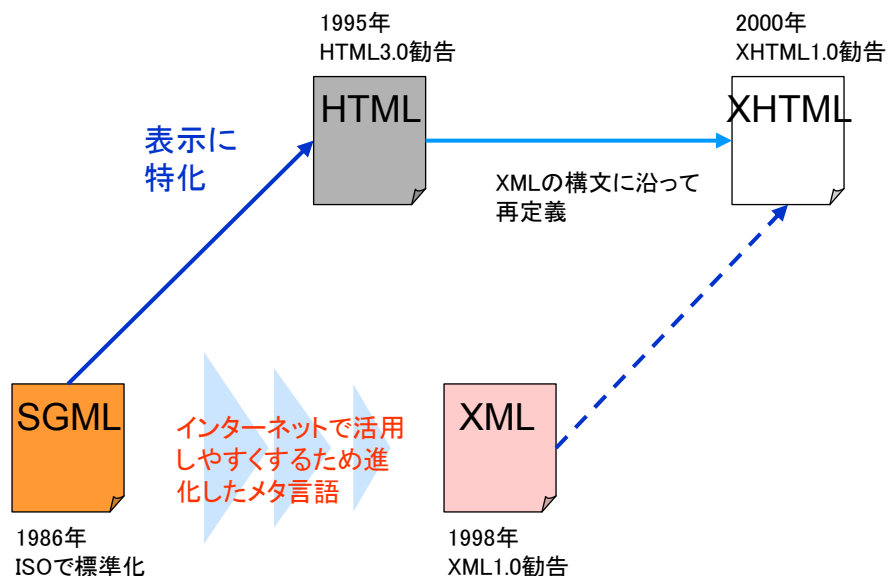 1995年
HTML3.0勧告
2000年
XHTML1.0勧告
HTML
XHTML
表示に
特化
XMLの構文に沿って
再定義
SGML
インターネットで活用
しやすくするため進
化したメタ言語
XML
1986年
ISOで標準化
1998年
XML1.0勧告